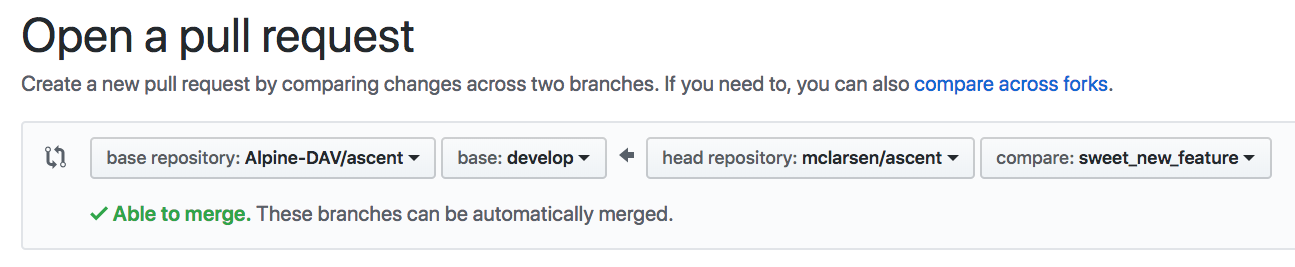 Open a pull request
Create a new pull request by comparing changes across two branches. If you need to, you can also compare across forks.
base repository: Alpine-DAV/ascent base: develop head repository: mclarsen/ascent compare: sweet_new_feature
Able to merge. These branches can be automatically merged.